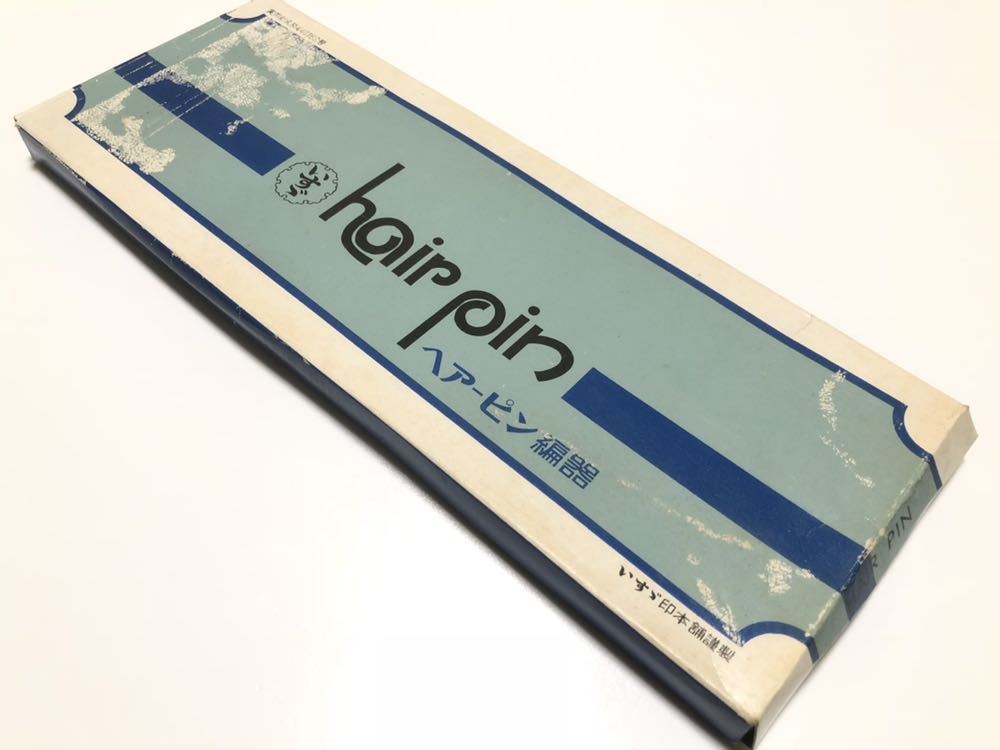 いすゞ
hair pin
ヘアーピン編器
いすゞ印本舗謹製
PIN